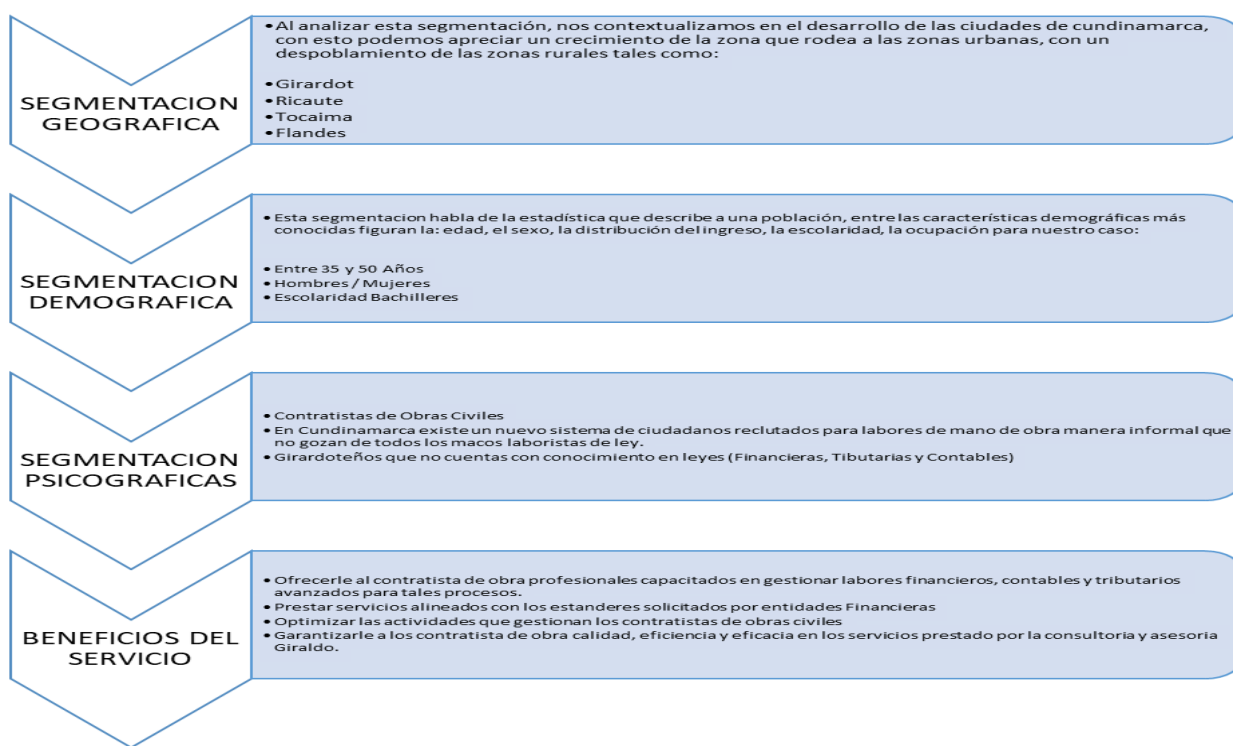 SEGMENTACION
GEOGRAFICA
•Al analizar esta segmentación, nos contextualizamos en el desarrollo de las ciudades de cundinamarca,
con esto podemos apreciar un crecimiento de la zona que rodea a las zonas urbanas, con un
despoblamiento de las zonas rurales tales como:
•Girardot
•Ricaute
•Tocaima
•Flandes
SEGMENTACION
DEMOGRAFICA
•Esta segmentacion habla de la estadística que describe a una población, entre las características demográficas más
conocidas figuran la: edad, el sexo, la distribución del ingreso, la escolaridad, la ocupación para nuestro caso:
•Entre 35 y 50 Años
•Hombres / Mujeres
•Escolaridad Bachilleres
SEGMENTACION
PSICOGRAFICAS
•Contratistas de Obras Civiles
•En Cundinamarca existe un nuevo sistema de ciudadanos reclutados para labores de mano de obra manera informal que
no gozan de todos los macos laboristas de ley.
•Girardoteños que no cuentas con conocimiento en leyes (Financieras, Tibutarias y Contables)
BENEFICIOS DEL
SERVICIO
•Ofrecerle al contratista de obra profesionales capacitados en gestionar labores financieros, contables y tributarios
avanzados para tales procesos.
•Prestar servicios alineados con los estanderes solicitados por entidades Financieras
•Optimizar las actividades que gestionan los contratistas de obras civiles
•Garantizarle a los contratista de obra calidad, eficiencia y eficacia en los servicios prestado por la consultoria y asesoria
Giraldo.